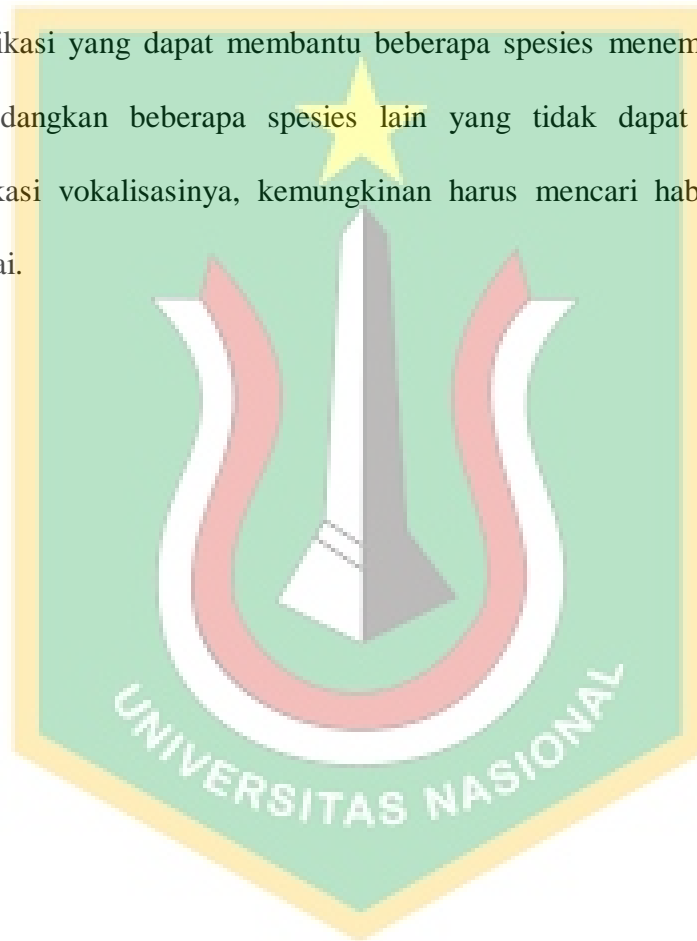 ikasi yang dapat membantu beberapa spesies menem
dangkan beberapa spesies lain yang tidak dapat
kasi vokalisasinya, kemungkinan harus mencari hab
ai.
UNIVERSITAS NASIONAL